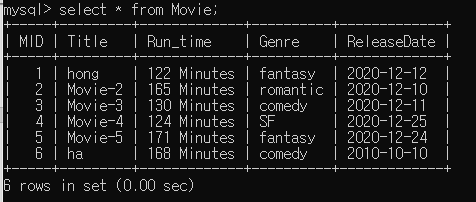 mysql> select * from Movie;
+-----+---------+-------------+----------+-------------+
| MID | Title   | Run_time    | Genre    | ReleaseDate |
+-----+---------+-------------+----------+-------------+
|   1 | hong    | 122 Minutes | fantasy  | 2020-12-12  |
|   2 | Movie-2 | 165 Minutes | romantic | 2020-12-10  |
|   3 | Movie-3 | 130 Minutes | comedy   | 2020-12-11  |
|   4 | Movie-4 | 124 Minutes | SF       | 2020-12-25  |
|   5 | Movie-5 | 171 Minutes | fantasy  | 2020-12-24  |
|   6 | ha      | 168 Minutes | comedy   | 2010-10-10  |
+-----+---------+-------------+----------+-------------+
6 rows in set (0.00 sec)